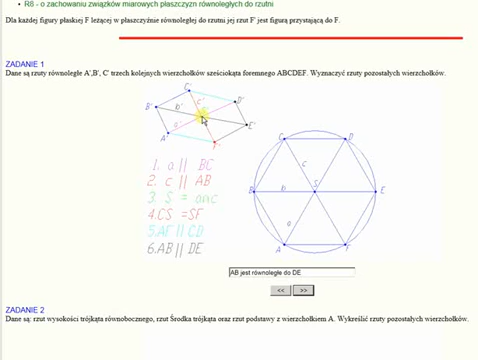 R6 - o zachowaniu związków miarowych płaszczyzn równoległych do rzutni
Dla każdej figury płaskiej F leżącej w płaszczyźnie równoległej do rzutni jej rzut F' jest figurą przystającą do F.
ZADANIE 1
Dane są rzuty równoległe A',B', C' trzech kolejnych wierzchołków sześciokąta foremnego ABCDEF. Wyznaczyć rzuty pozostałych wierzchołków.
C'
D'
B'
b'
c'
a'
E'
A'
C
D
c
B
b
S
E
a
A
F
1. a || BC
2. c || AB
3. S = a∩c
4. CS = SF
5. AF || CD
6. AB || DE
AB jest równoległe do DE
<<
>>
ZADANIE 2
Dane są: rzut wysokości trójkąta równobocznego, rzut Środka trójkąta oraz rzut podstawy z wierzchołkiem A. Wykreślić rzuty pozostałych wierzchołków.